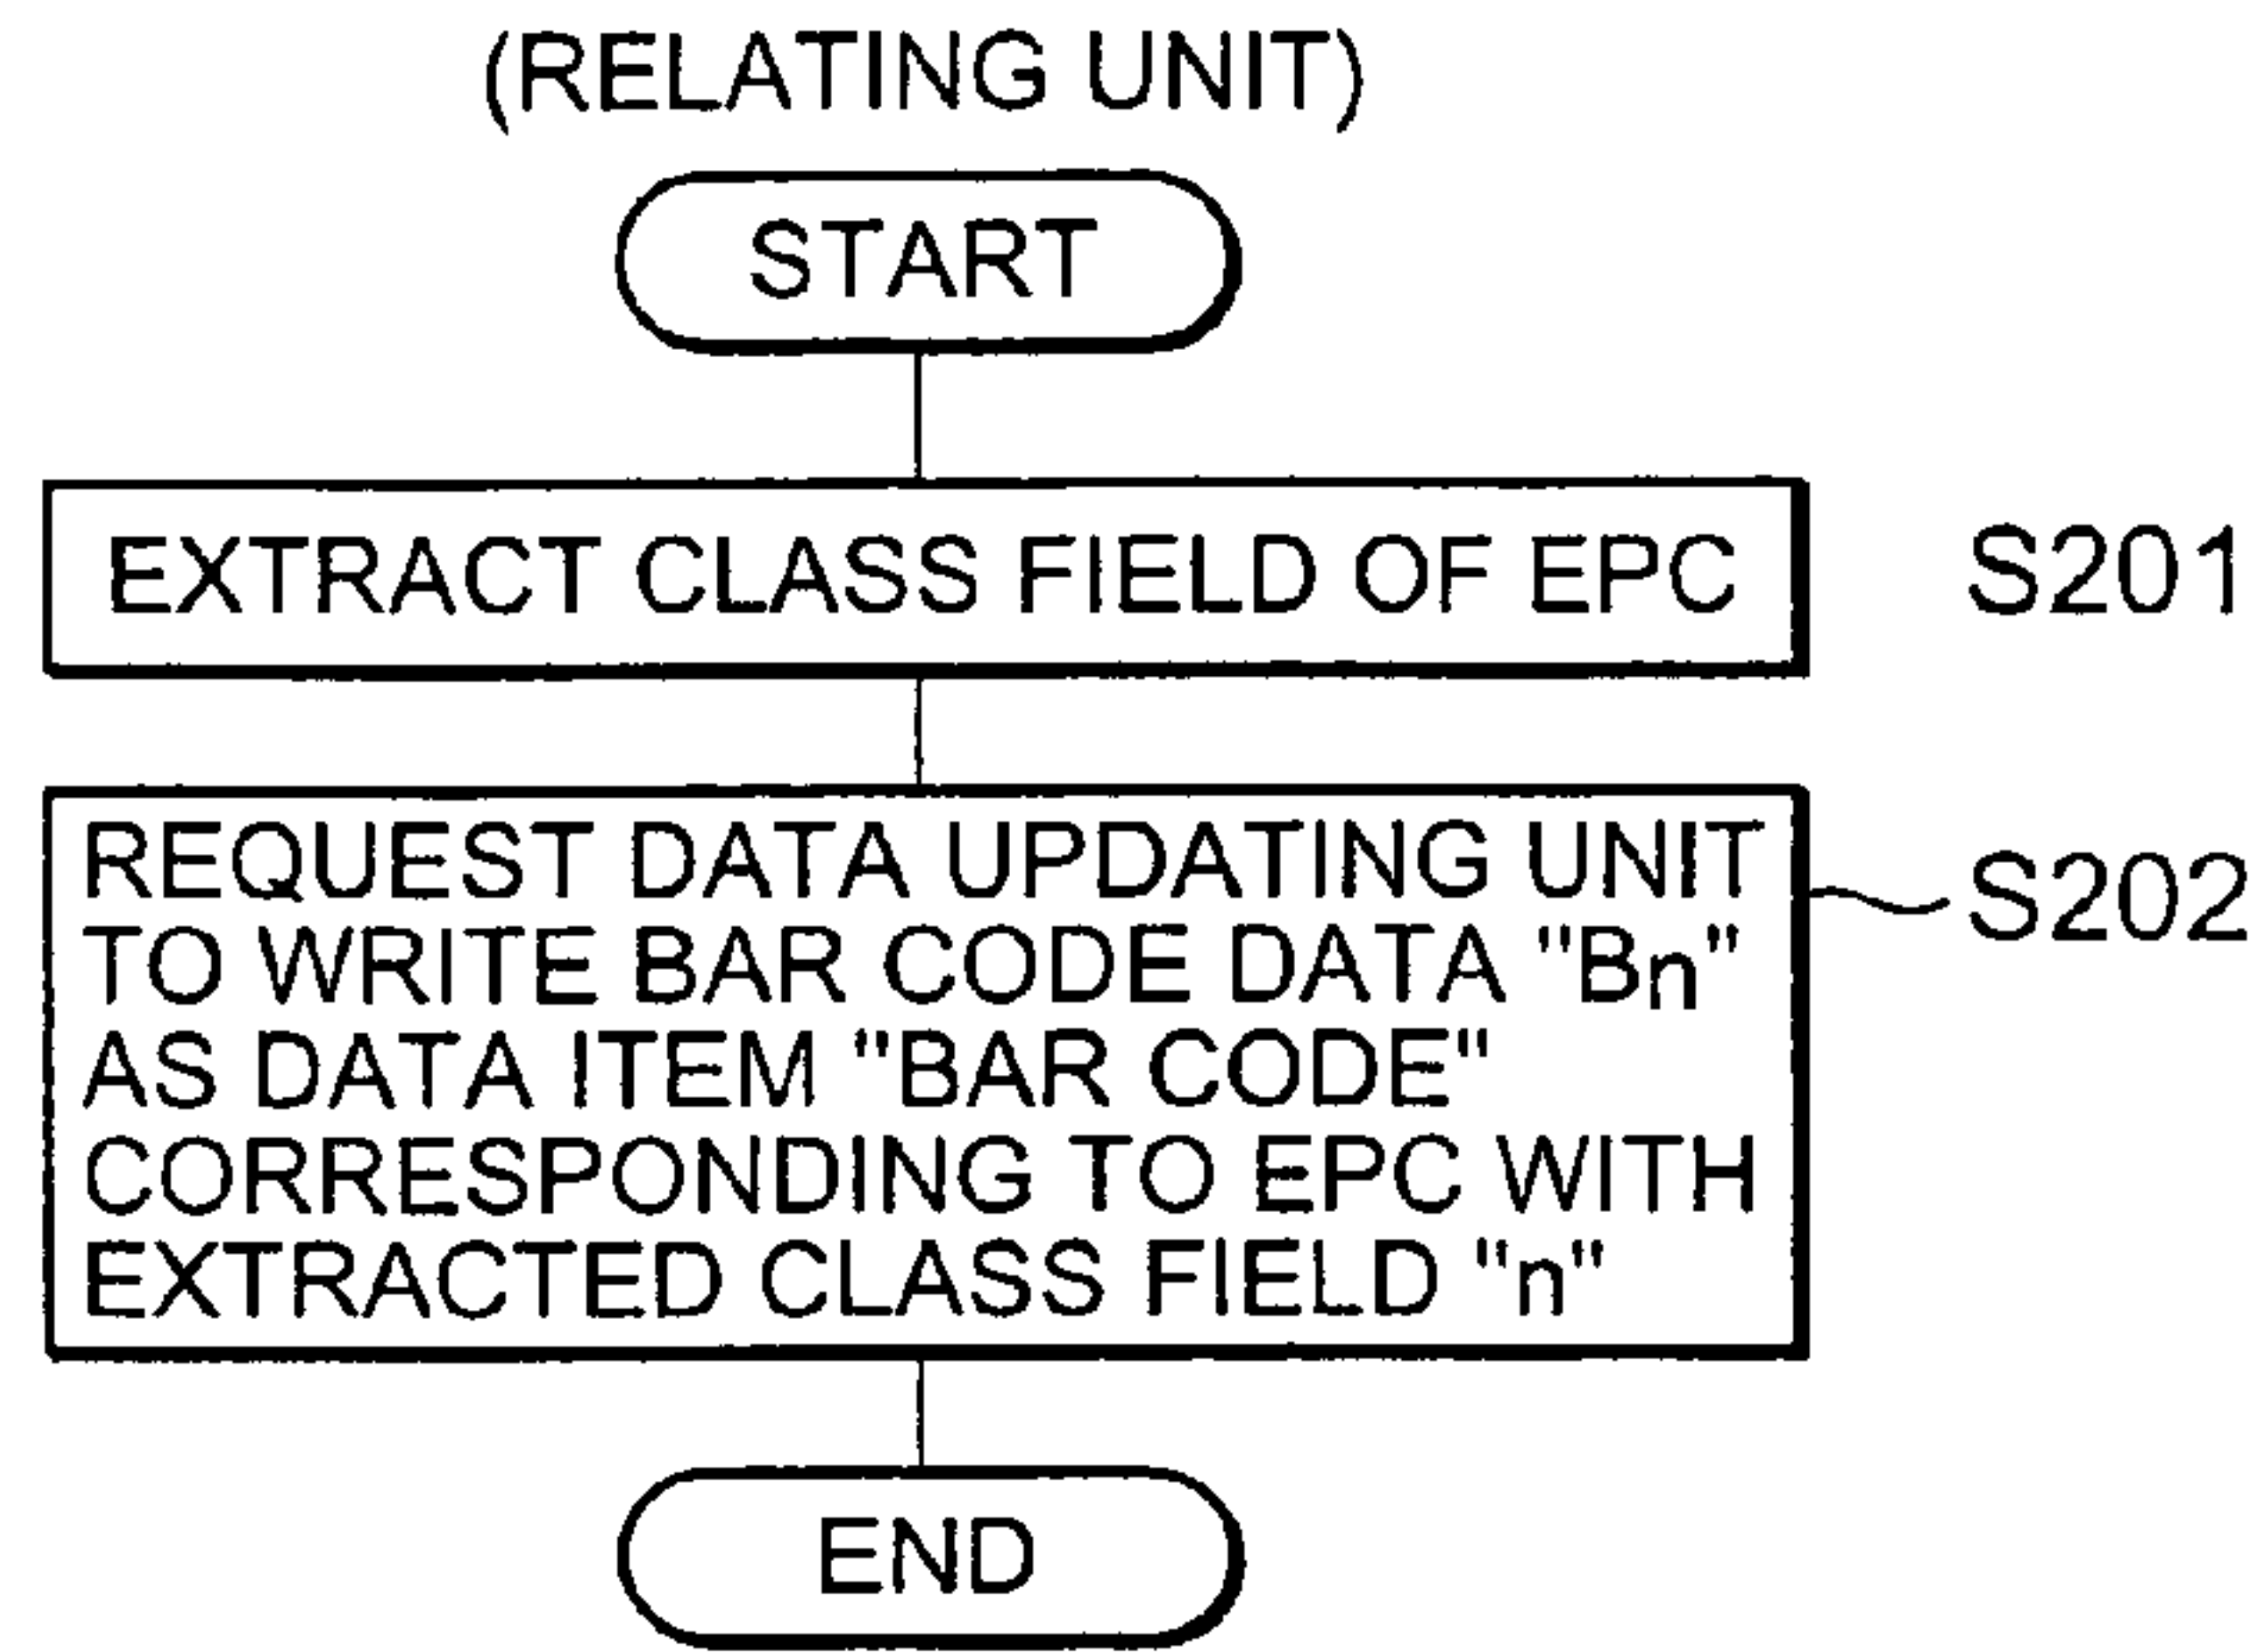 (RELATING UNIT)
START
EXTRACT CLASS FIELD OF EPC
S201
REQUEST DATA UPDATING UNIT
S202
TO WRITE BAR CODE DATA "Bn"
AS DATA ITEM "BAR CODE"
CORRESPONDING TO EPC WITH
EXTRACTED CLASS FIELD "n"
END